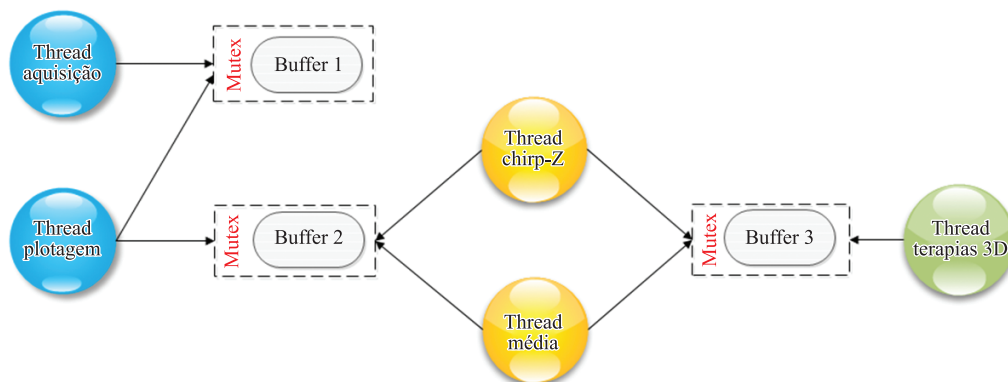 Thread
aquisição
Mutex
Buffer 1
Thread
chirp-Z
Thread
plotagem
Mutex
Buffer 2
Mutex
Buffer 3
Thread
terapias 3D
Thread
média